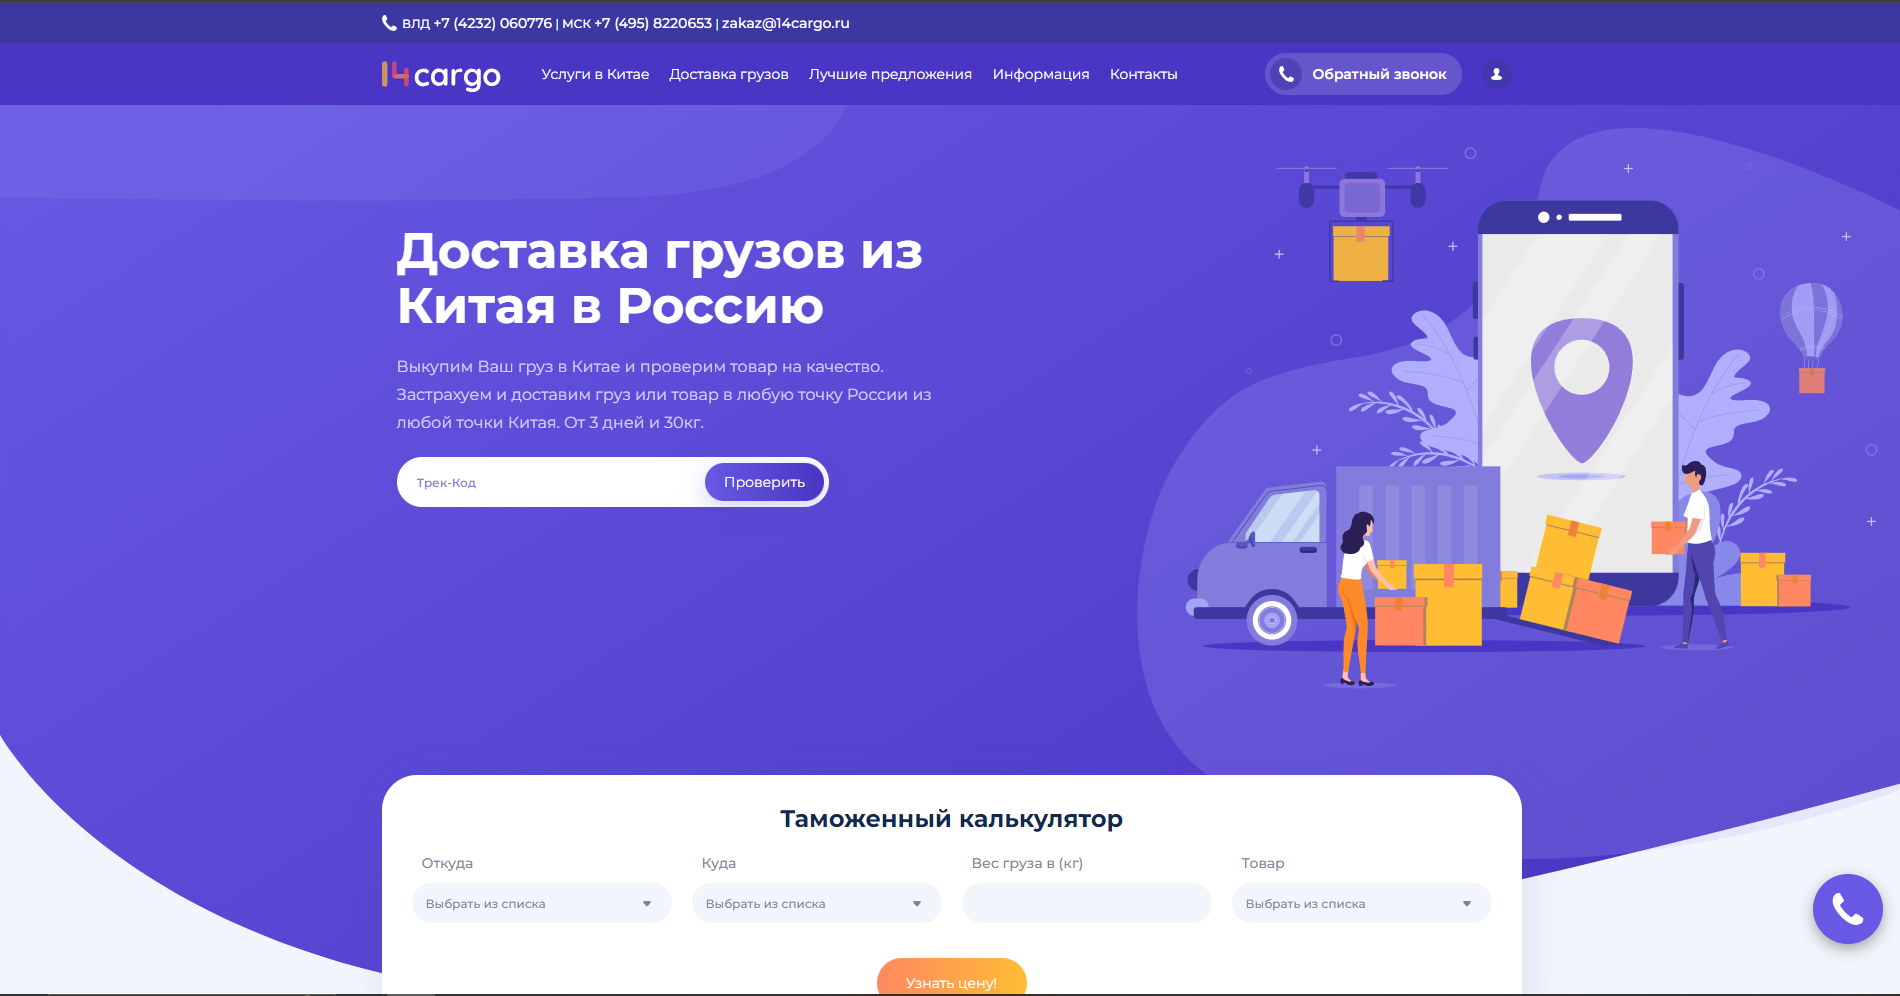 ВЛД +7 (4232) 060776 | МСК +7 (495) 8220653 | zakaz@14cargo.ru
14cargo
Услуги в Китае Доставка грузов Лучшие предложения Информация Контакты
Обратный звонок
Доставка грузов из
Китая в Россию
Выкупим Ваш груз в Китае и проверим товар на качество.
Застрахуем и доставим груз или товар в любую точку России из
любой точки Китая. От 3 дней и 30кг.
Трек-Код Проверить
Таможенный калькулятор
Откуда Куда Вес груза в (кг) Товар
Выбрать из списка Выбрать из списка Выбрать из списка
Узнать цену!